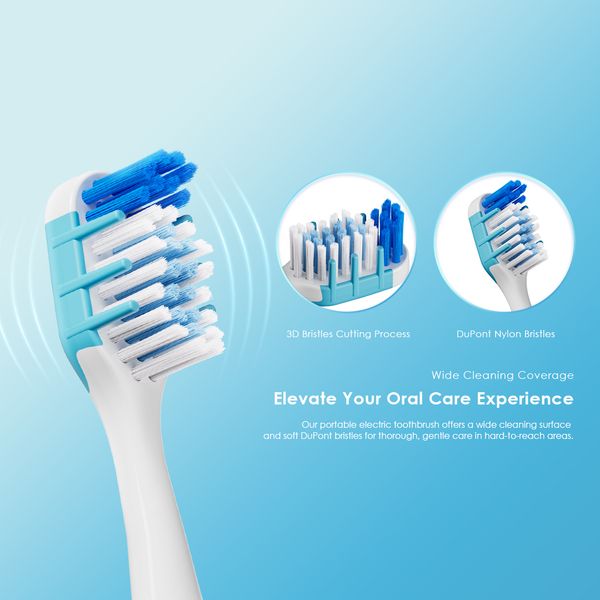 3D Bristles Cutting Process
DuPont Nylon Bristles
Wide Cleaning Coverage
Elevate Your Oral Care Experience
Our portable electric toothbrush offers a wide cleaning surface
and soft DuPont bristles for thorough, gentle care in hard-to-reach areas.